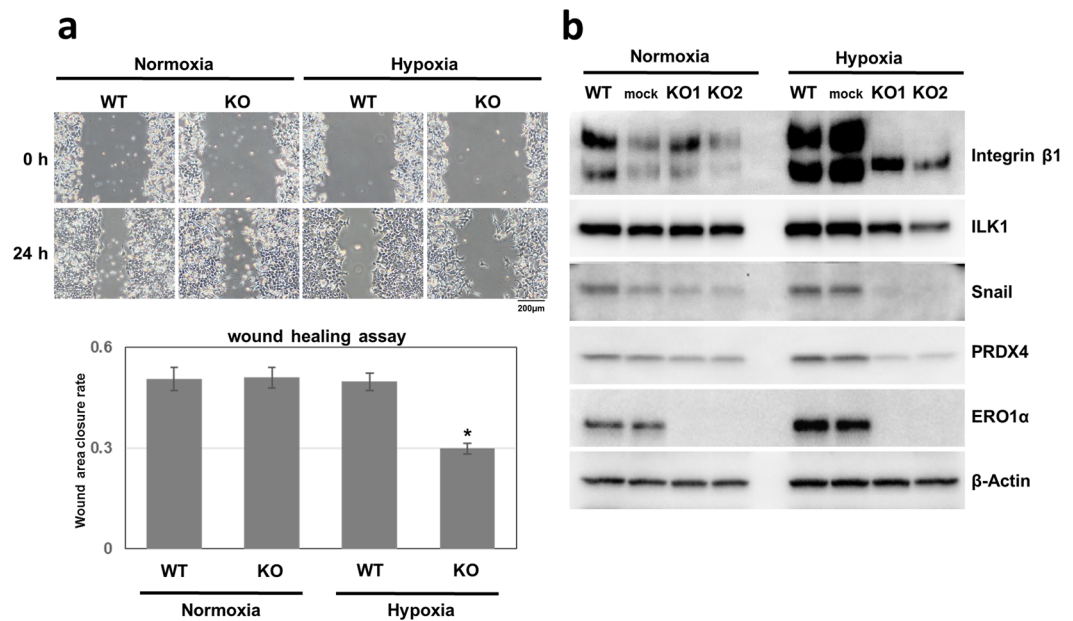 a
Normoxia Hypoxia
WT KO WT KO
0 h
24 h
200μm
wound healing assay
0.6
0.3
0
Wound area closure rate
*
WT KO WT KO
Normoxia Hypoxia
b
Normoxia Hypoxia
WT mock KO1 KO2 WT mock KO1 KO2
Integrin β1
ILK1
Snail
PRDX4
ERO1α
β-Actin